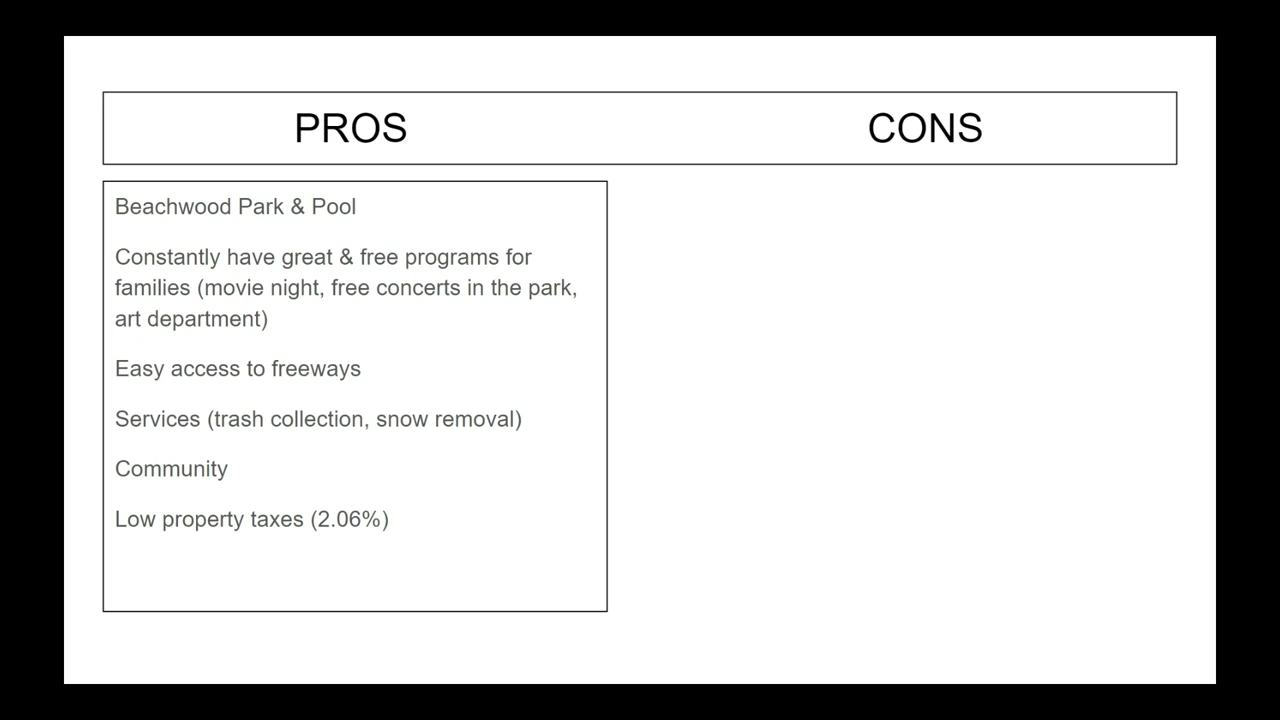 PROS CONS
Beachwood Park & Pool
Constantly have great & free programs for
families (movie night, free concerts in the park,
art department)
Easy access to freeways
Services (trash collection, snow removal)
Community
Low property taxes (2.06%)